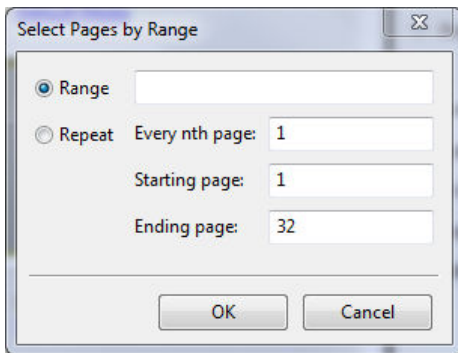 Select Pages by Range
Range
Repeat Every nth page: 1
Starting page: 1
Ending page: 32
OK Cancel